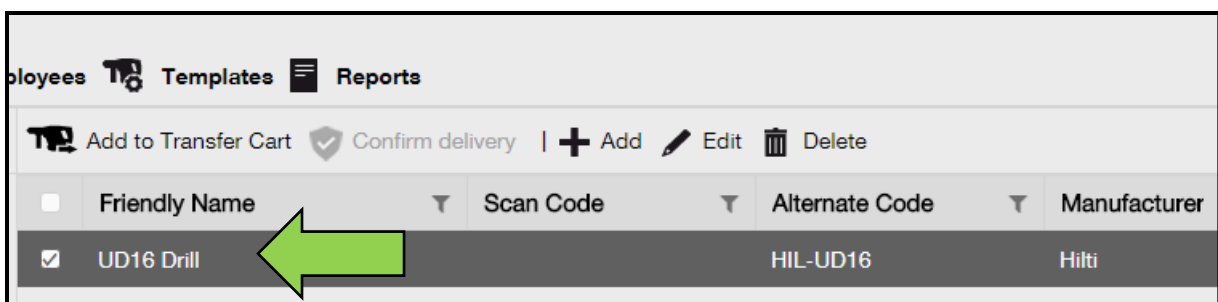 ployees Templates Reports
Add to Transfer Cart Confirm delivery | Add Edit Delete
Friendly Name Scan Code Alternate Code Manufacturer
UD16 Drill HIL-UD16 Hilti